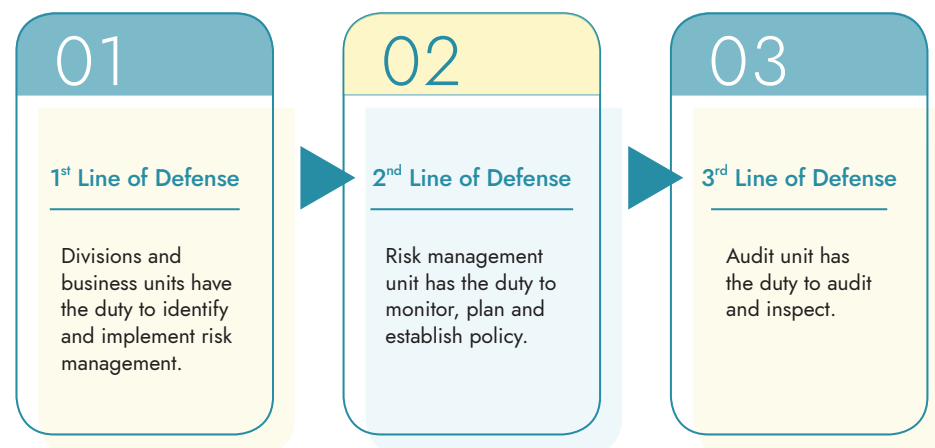 01
1st Line of Defense
Divisions and
business units have
the duty to identify
and implement risk
management.
02
2nd Line of Defense
Risk management
unit has the duty to
monitor, plan and
establish policy.
03
3rd Line of Defense
Audit unit has
the duty to audit
and inspect.